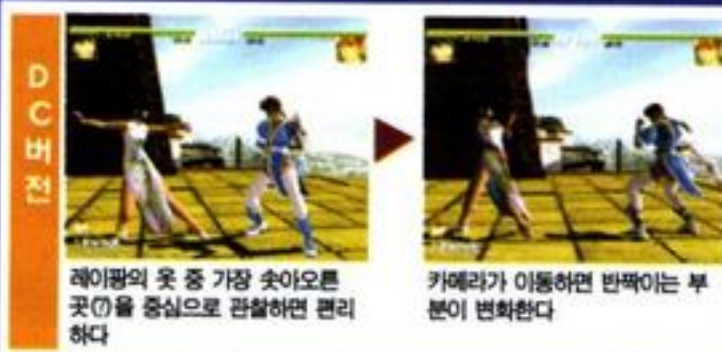 DC버전
레이팡의 옷 중 가장 솟아오른
곳(?)을 중심으로 관찰하면 편리
하다
카메라가 이동하면 반짝이는 부
분이 변화한다